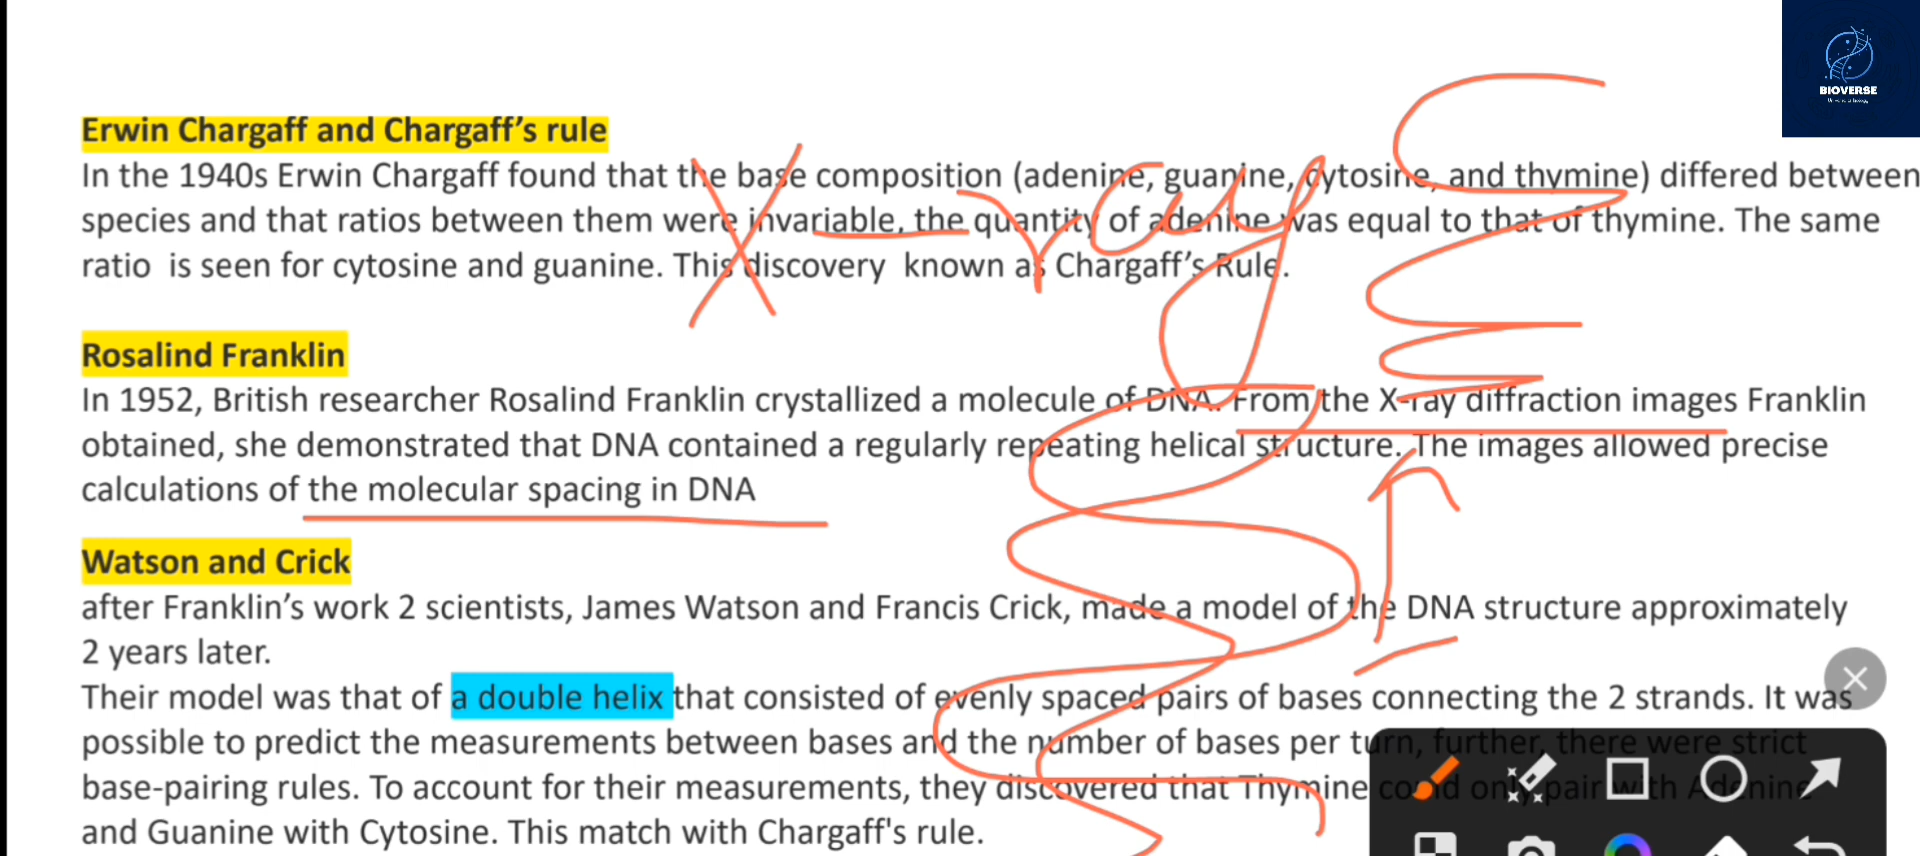 BIOVERSE
Erwin Chargaff and Chargaff's rule
In the 1940s Erwin Chargaff found that the base composition (adenine, guanine, cytosine, and thymine) differed between
species and that ratios between them were invariable, the quantity of adenine was equal to that of thymine. The same
ratio is seen for cytosine and guanine. This discovery known as Chargaff's Rule.
X-ray
Rosalind Franklin
In 1952, British researcher Rosalind Franklin crystallized a molecule of DNA. From the X-ray diffraction images Franklin
obtained, she demonstrated that DNA contained a regularly repeating helical structure. The images allowed precise
calculations of the molecular spacing in DNA
Watson and Crick
after Franklin's work 2 scientists, James Watson and Francis Crick, made a model of the DNA structure approximately
2 years later.
Their model was that of a double helix that consisted of evenly spaced pairs of bases connecting the 2 strands. It was
possible to predict the measurements between bases and the number of bases per turn, further, there were strict
base-pairing rules. To account for their measurements, they discovered that Thymine could only pair with Adenine
and Guanine with Cytosine. This match with Chargaff's rule.